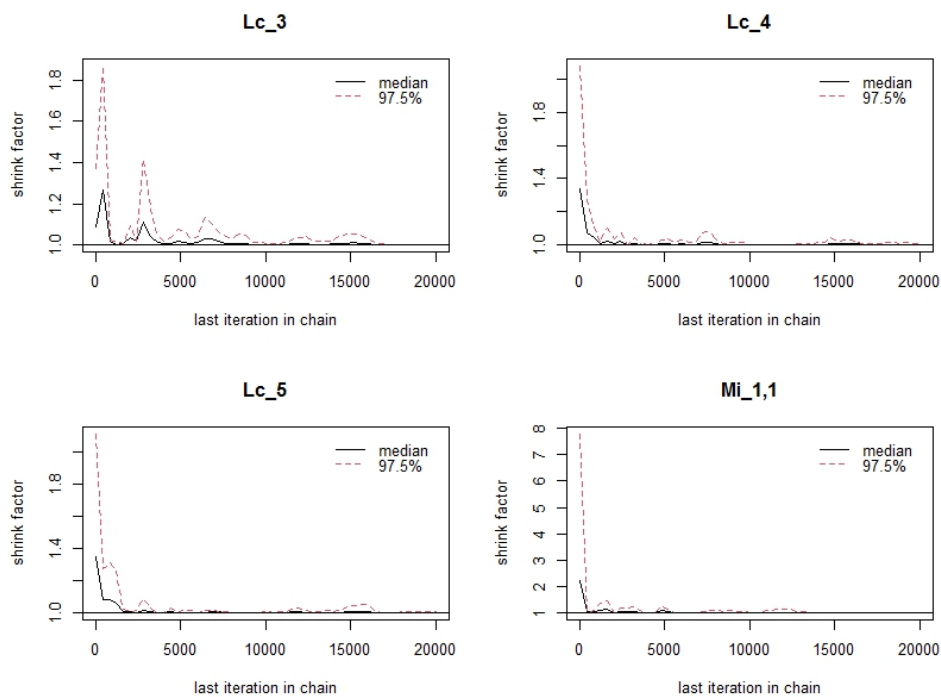 Lc_3
shrink factor
1.0 1.2 1.4 1.6 1.8
median
97.5%
0 5000 10000 15000 20000
last iteration in chain
Lc_4
shrink factor
1.0 1.4 1.8
median
97.5%
0 5000 10000 15000 20000
last iteration in chain
Lc_5
shrink factor
1.0 1.4 1.8
median
97.5%
0 5000 10000 15000 20000
last iteration in chain
Mi_1,1
shrink factor
1 2 3 4 5 6 7 8
median
97.5%
0 5000 10000 15000 20000
last iteration in chain